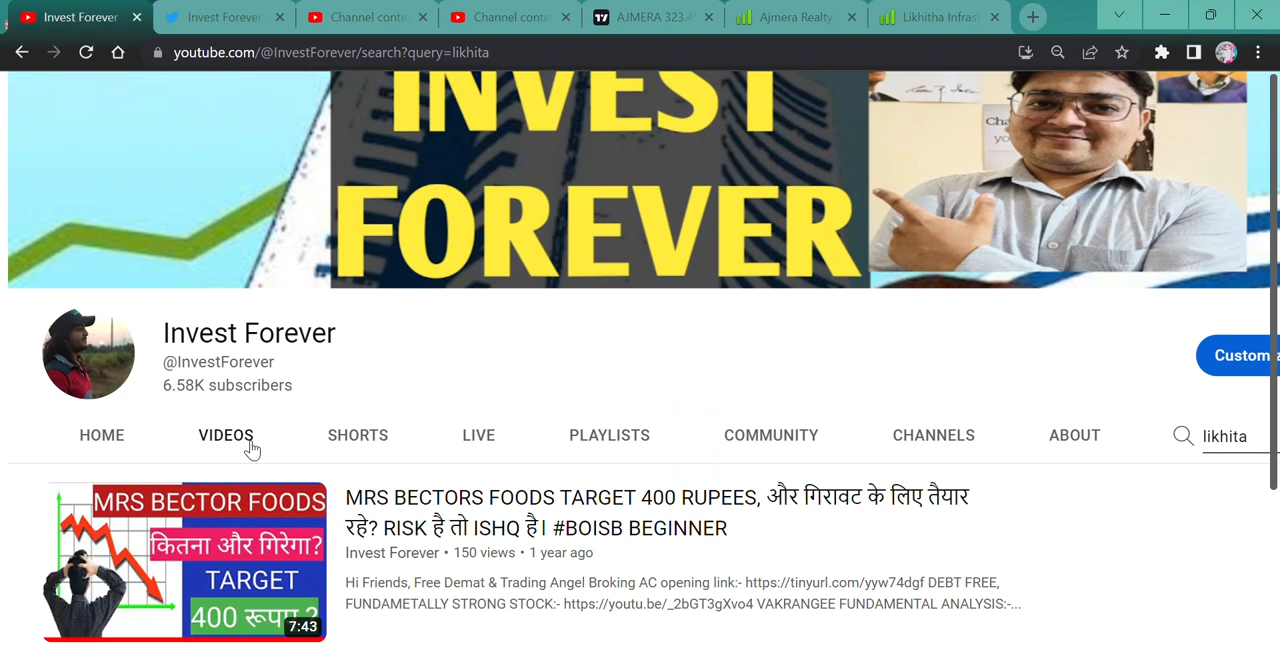 Invest Forever
Invest Forever
Channel conte
Channel conte
AJMERA 323.4
Ajmera Realty
Likhitha Infras
youtube.com/@InvestForever/search?query=likhita
INVEST
FOREVER
Invest Forever
@InvestForever
6.58K subscribers
Customiz
HOME VIDEOS SHORTS LIVE PLAYLISTS COMMUNITY CHANNELS ABOUT likhita
MRS BECTOR FOODS
कितना और गिरेगा?
TARGET
400 रूपए ?
7:43
MRS BECTORS FOODS TARGET 400 RUPEES, और गिरावट के लिए तैयार
रहे? RISK है तो ISHQ है। #BOISB BEGINNER
Invest Forever • 150 views • 1 year ago
Hi Friends, Free Demat & Trading Angel Broking AC opening link:- https://tinyurl.com/yyw74dgf DEBT FREE,
FUNDAMETALLY STRONG STOCK:- https://youtu.be/_2bGT3gXvo4 VAKRANGEE FUNDAMENTAL ANALYSIS:-...